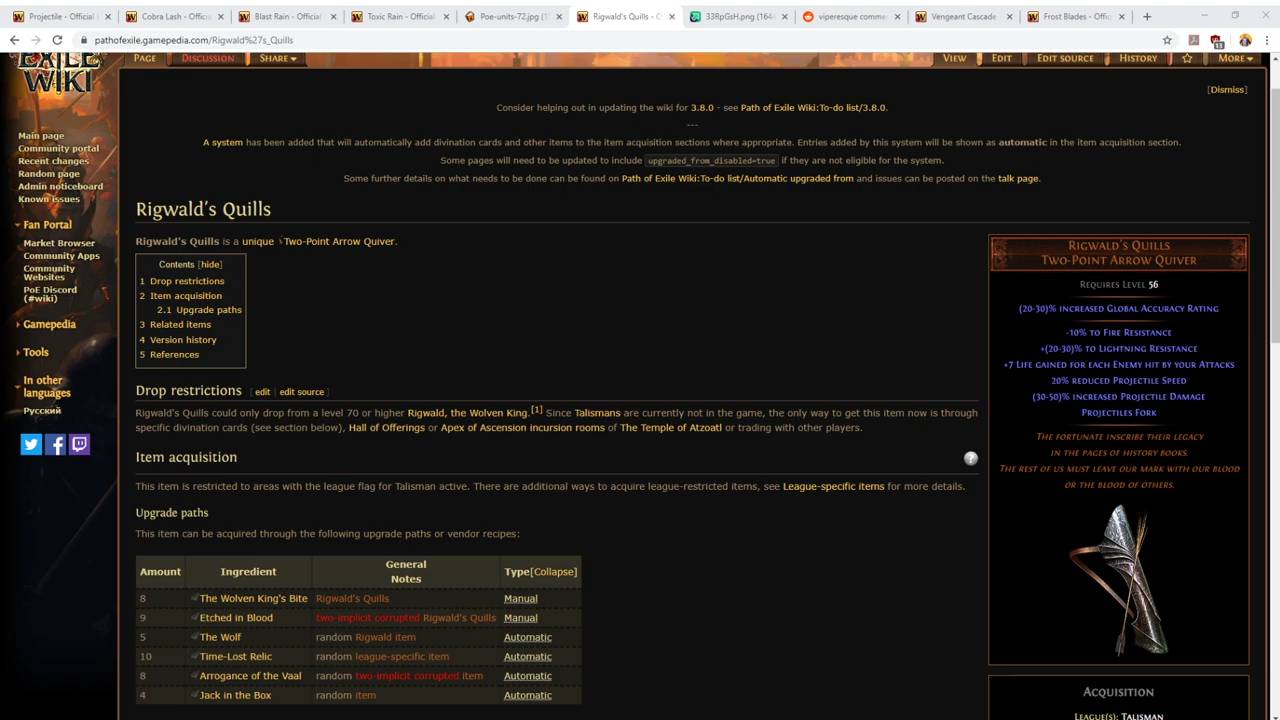 Projectile - Official
Cobra Lash - Official
Blast Rain - Official
Toxic Rain - Official
Poe-units-72.jpg (113
Rigwald's Quills - Of
33RpGsH.png (1644
viperesque comme
Vengeant Cascade
Frost Blades - Offic
pathofexile.gamepedia.com/Rigwald%27s_Quills
13
EXILE
WIKI
PAGE DISCUSSION SHARE VIEW EDIT EDIT SOURCE HISTORY MORE
[Dismiss]
Consider helping out in updating the wiki for 3.8.0 - see Path of Exile Wiki:To-do list/3.8.0.
---
A system has been added that will automatically add divination cards and other items to the item acquisition sections where appropriate. Entries added by this system will be shown as automatic in the item acquisition section.
Some pages will need to be updated to include upgraded_from_disabled=true if they are not eligible for the system.
Some further details on what needs to be done can be found on Path of Exile Wiki:To-do list/Automatic upgraded from and issues can be posted on the talk page.
Main page
Community portal
Recent changes
Random page
Admin noticeboard
Known issues
Fan Portal
Market Browser
Community Apps
Community
Websites
PoE Discord
(#wiki)
Gamepedia
Tools
In other
languages
Русский
Rigwald's Quills
Rigwald's Quills is a unique Two-Point Arrow Quiver.
Contents [hide]
1 Drop restrictions
2 Item acquisition
2.1 Upgrade paths
3 Related items
4 Version history
5 References
Drop restrictions [ edit | edit source ]
Rigwald's Quills could only drop from a level 70 or higher Rigwald, the Wolven King.[1] Since Talismans are currently not in the game, the only way to get this item now is through
specific divination cards (see section below), Hall of Offerings or Apex of Ascension incursion rooms of The Temple of Atzoatl or trading with other players.
Item acquisition
?
This item is restricted to areas with the league flag for Talisman active. There are additional ways to acquire league-restricted items, see League-specific items for more details.
Upgrade paths
This item can be acquired through the following upgrade paths or vendor recipes:
Amount Ingredient General Notes Type[Collapse]
8 The Wolven King's Bite Rigwald's Quills Manual
9 Etched in Blood two-implicit corrupted Rigwald's Quills Manual
5 The Wolf random Rigwald item Automatic
10 Time-Lost Relic random league-specific item Automatic
8 Arrogance of the Vaal random two-implicit corrupted item Automatic
4 Jack in the Box random item Automatic
RIGWALD'S QUILLS
TWO-POINT ARROW QUIVER
REQUIRES LEVEL 56
(20-30)% INCREASED GLOBAL ACCURACY RATING
-10% TO FIRE RESISTANCE
+(20-30)% TO LIGHTNING RESISTANCE
+7 LIFE GAINED FOR EACH ENEMY HIT BY YOUR ATTACKS
20% REDUCED PROJECTILE SPEED
(30-50)% INCREASED PROJECTILE DAMAGE
PROJECTILES FORK
THE FORTUNATE INSCRIBE THEIR LEGACY
IN THE PAGES OF HISTORY BOOKS.
THE REST OF US MUST LEAVE OUR MARK WITH OUR BLOOD
OR THE BLOOD OF OTHERS.
ACQUISITION
LEAGUE(S): TALISMAN